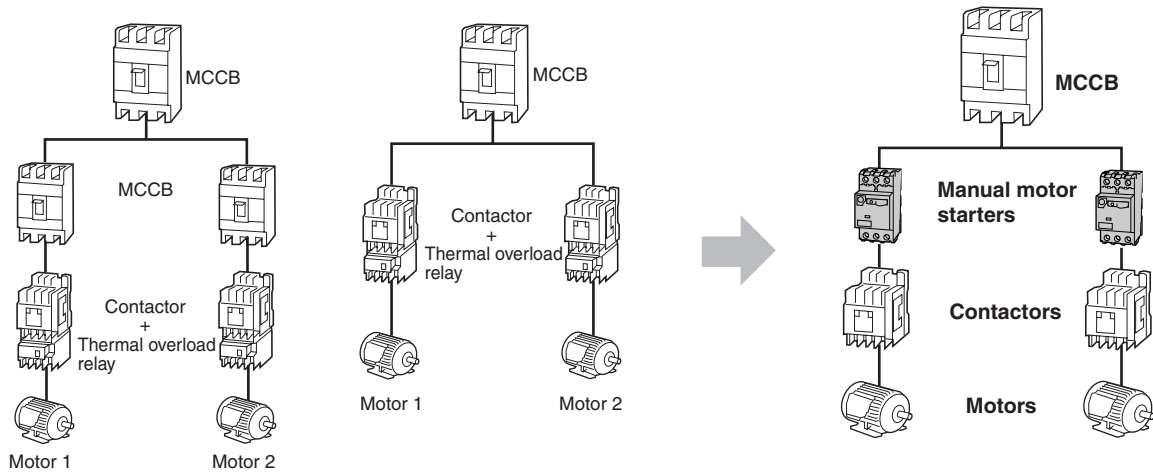 MCCB
MCCB
Contactor
+
Thermal overload
relay
Motor 1
Motor 2
MCCB
Contactor
+
Thermal overload
relay
Motor 1
Motor 2
MCCB
Manual motor
starters
Contactors
Motors